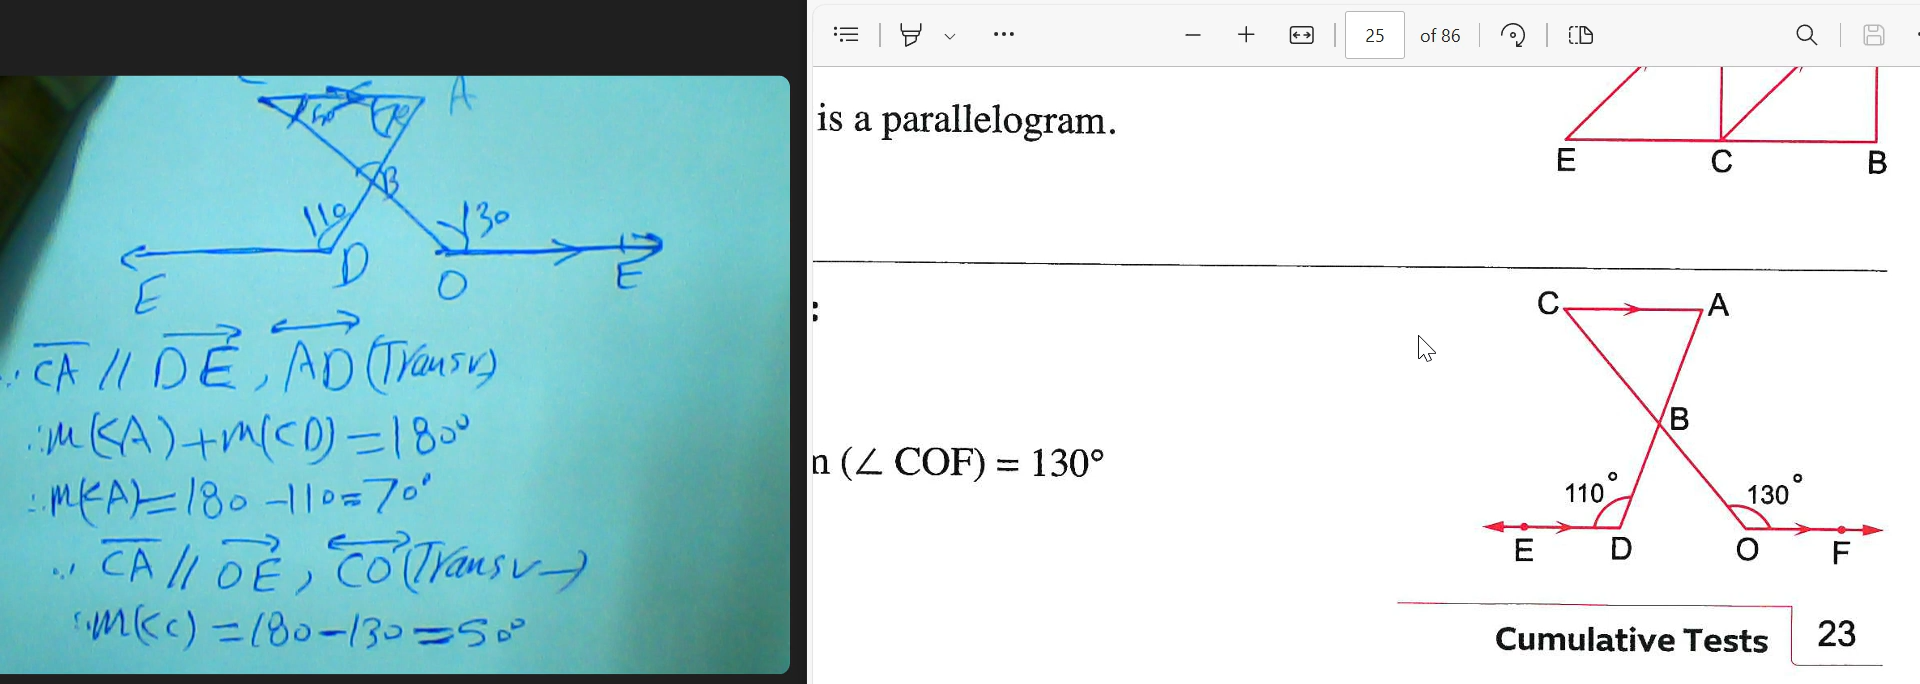 A
50°
70
B
110
130
D
O
E
E
∵ CA // DE, AD (Transv)
∴ m(<A) + m(<D) = 180°
∴ m(<A) = 180 - 110 = 70°
∵ CA // OE, CO (Transv)
∴ m(<C) = 180 - 130 = 50°
25 of 86
is a parallelogram.
E C B
:
C A
B
n (∠ COF) = 130°
110° 130°
E D O F
Cumulative Tests 23